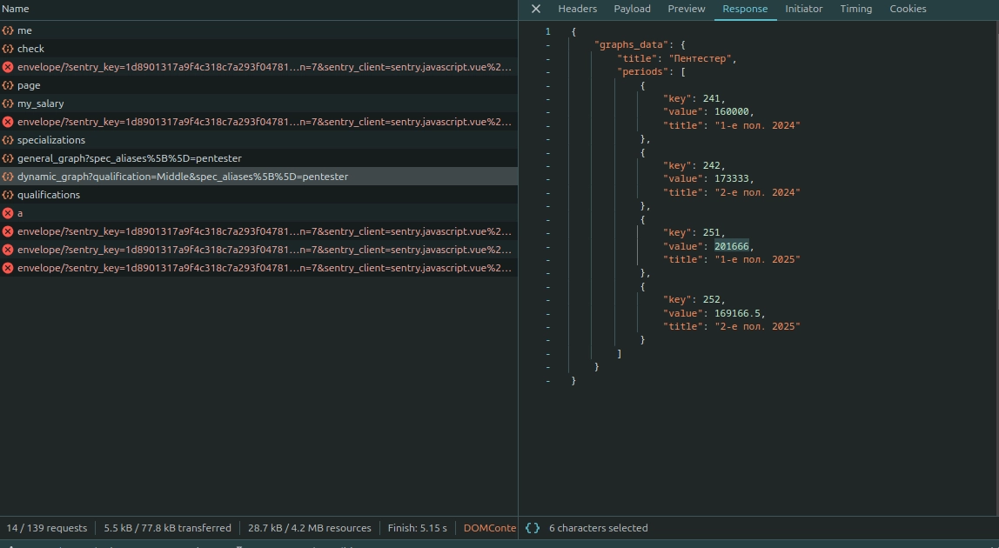 Name
me
check
envelope/?sentry_key=1d8901317a9f4c318c7a293f04781...n=7&sentry_client=sentry.javascript.vue%2...
page
my_salary
envelope/?sentry_key=1d8901317a9f4c318c7a293f04781...n=7&sentry_client=sentry.javascript.vue%2...
specializations
general_graph?spec_aliases%5B%5D=pentester
dynamic_graph?qualification=Middle&spec_aliases%5B%5D=pentester
qualifications
a
envelope/?sentry_key=1d8901317a9f4c318c7a293f04781...n=7&sentry_client=sentry.javascript.vue%2...
envelope/?sentry_key=1d8901317a9f4c318c7a293f04781...n=7&sentry_client=sentry.javascript.vue%2...
envelope/?sentry_key=1d8901317a9f4c318c7a293f04781...n=7&sentry_client=sentry.javascript.vue%2...
14 / 139 requests 5.5 kB / 77.8 kB transferred 28.7 kB / 4.2 MB resources Finish: 5.15 s DOMConte
Headers Payload Preview Response Initiator Timing Cookies
1 {
- "graphs_data": {
- "title": "Пентестер",
- "periods": [
- {
- "key": 241,
- "value": 160000,
- "title": "1-е пол. 2024"
- },
- {
- "key": 242,
- "value": 173333,
- "title": "2-е пол. 2024"
- },
- {
- "key": 251,
- "value": 201666,
- "title": "1-е пол. 2025"
- },
- {
- "key": 252,
- "value": 169166.5,
- "title": "2-е пол. 2025"
- }
- ]
- }
- }
{} 6 characters selected